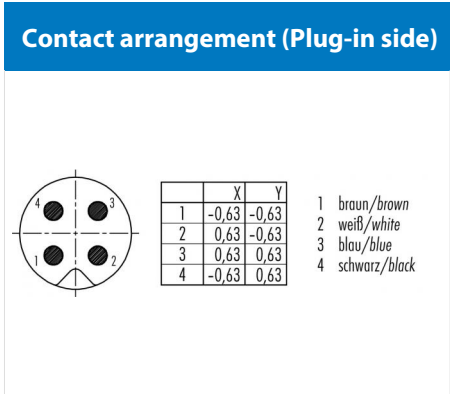 Contact arrangement (Plug-in side)
4 3
1 2
X Y
1 -0,63 -0,63
2 0,63 -0,63
3 0,63 0,63
4 -0,63 0,63
1 braun/brown
2 weiß/white
3 blau/blue
4 schwarz/black